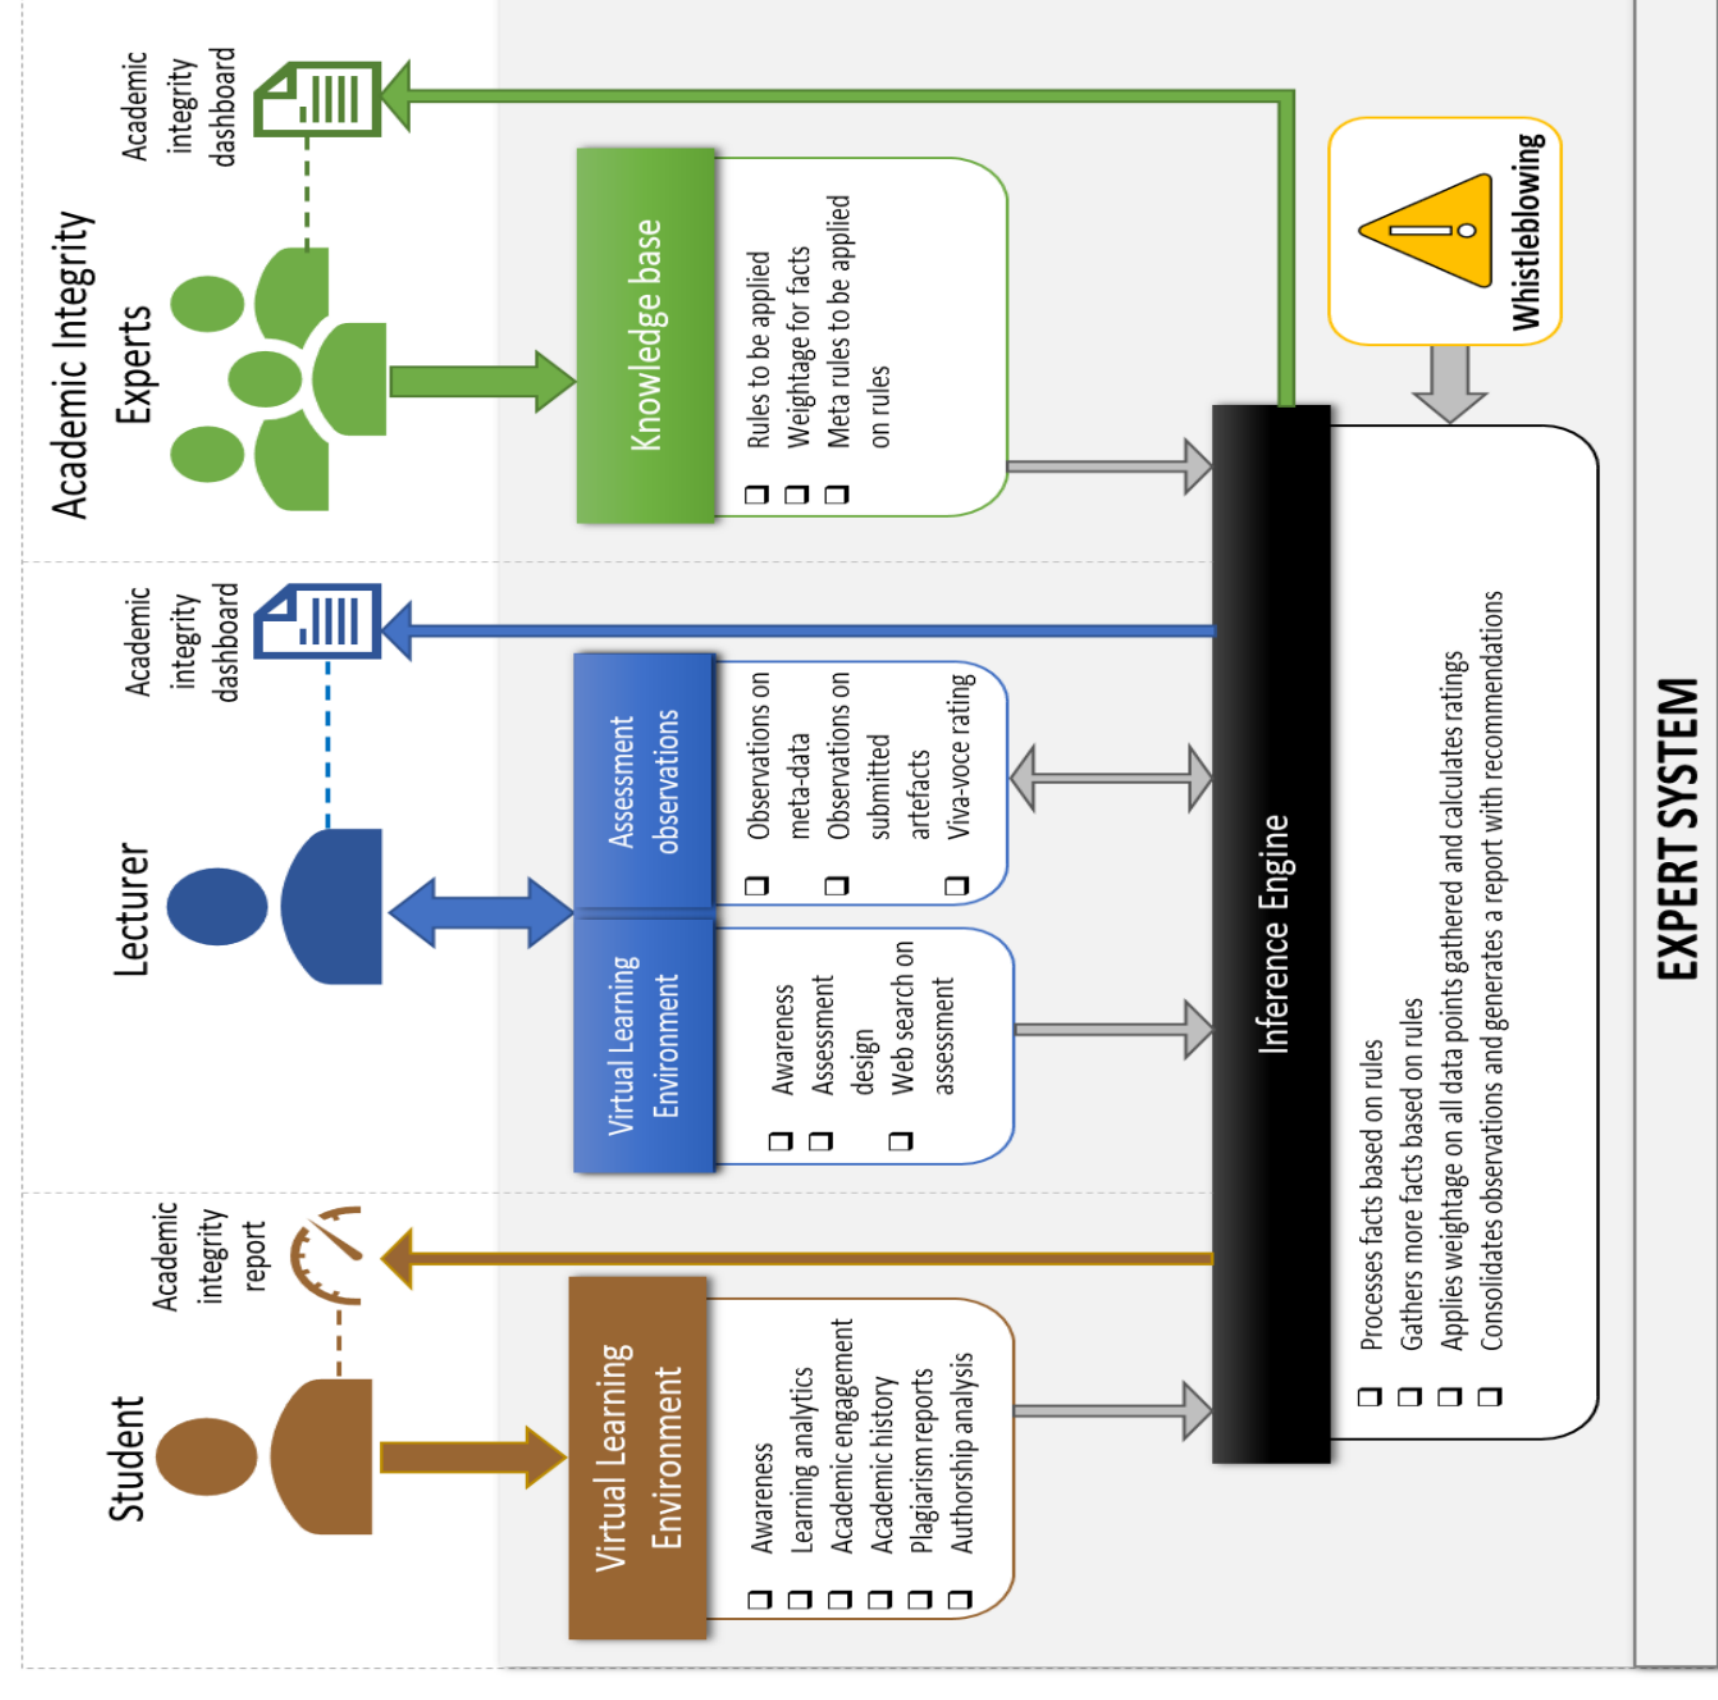 Student
Academic
integrity
report
Virtual Learning
Environment
❑ Awareness
❑ Learning analytics
❑ Academic engagement
❑ Academic history
❑ Plagiarism reports
❑ Authorship analysis
Lecturer
Academic
integrity
dashboard
Virtual Learning
Environment
❑ Awareness
❑ Assessment
design
❑ Web search on
assessment
Assessment
observations
❑ Observations on
meta-data
❑ Observations on
submitted
artefacts
❑ Viva-voce rating
Academic Integrity
Experts
Academic
integrity
dashboard
Knowledge base
❑ Rules to be applied
❑ Weightage for facts
❑ Meta rules to be applied
on rules
Inference Engine
❑ Processes facts based on rules
❑ Gathers more facts based on rules
❑ Applies weightage on all data points gathered and calculates ratings
❑ Consolidates observations and generates a report with recommendations
Whistleblowing
EXPERT SYSTEM